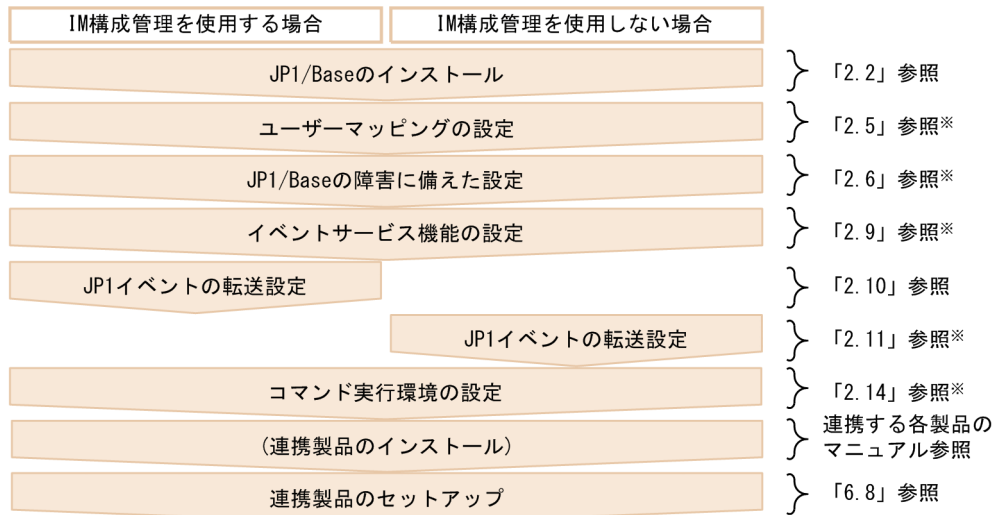 IM構成管理を使用する場合
IM構成管理を使用しない場合
JP1/Baseのインストール
「2.2」参照
ユーザーマッピングの設定
「2.5」参照※
JP1/Baseの障害に備えた設定
「2.6」参照※
イベントサービス機能の設定
「2.9」参照※
JP1イベントの転送設定
「2.10」参照
JP1イベントの転送設定
「2.11」参照※
コマンド実行環境の設定
「2.14」参照※
(連携製品のインストール)
連携する各製品の
マニュアル参照
連携製品のセットアップ
「6.8」参照